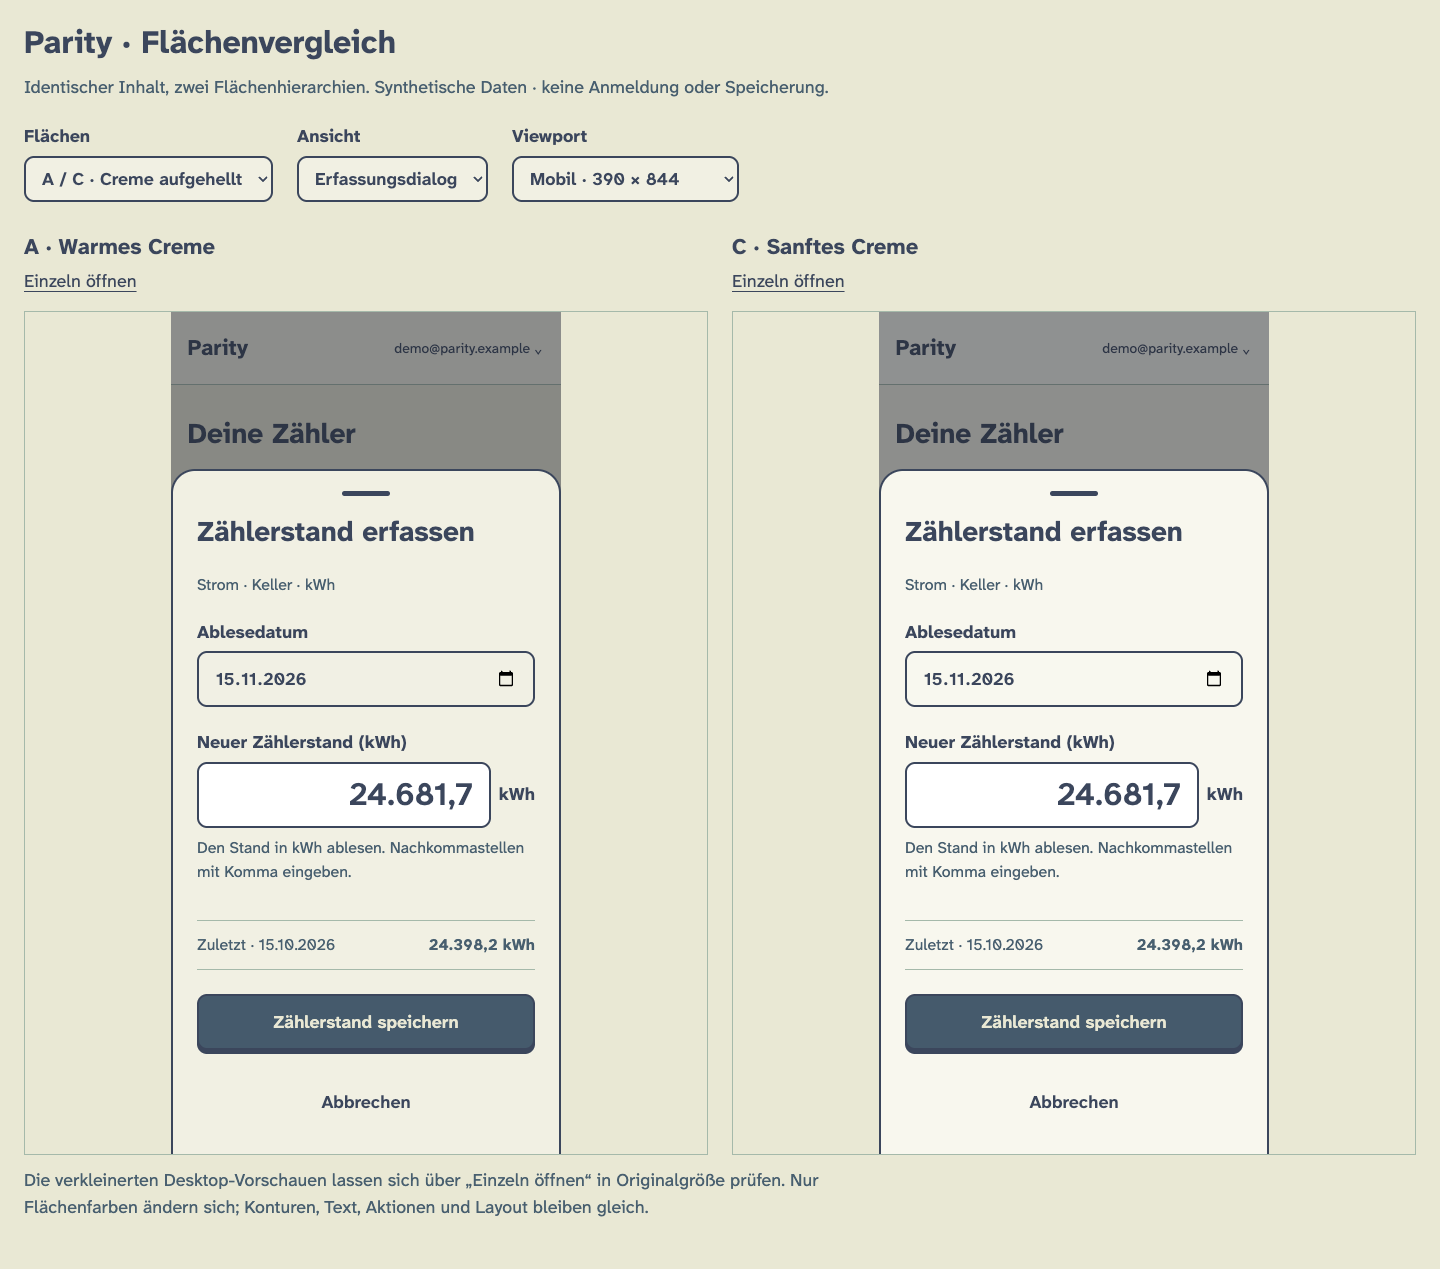 Parity · Flächenvergleich
Identischer Inhalt, zwei Flächenhierarchien. Synthetische Daten · keine Anmeldung oder Speicherung.
Flächen
A / C · Creme aufgehellt
Ansicht
Erfassungsdialog
Viewport
Mobil · 390 × 844
A · Warmes Creme
Einzeln öffnen
Parity
demo@parity.example
Deine Zähler
Zählerstand erfassen
Strom · Keller · kWh
Ablesedatum
15.11.2026
Neuer Zählerstand (kWh)
24.681,7 kWh
Den Stand in kWh ablesen. Nachkommastellen
mit Komma eingeben.
Zuletzt · 15.10.2026 24.398,2 kWh
Zählerstand speichern
Abbrechen
C · Sanftes Creme
Einzeln öffnen
Parity
demo@parity.example
Deine Zähler
Zählerstand erfassen
Strom · Keller · kWh
Ablesedatum
15.11.2026
Neuer Zählerstand (kWh)
24.681,7 kWh
Den Stand in kWh ablesen. Nachkommastellen
mit Komma eingeben.
Zuletzt · 15.10.2026 24.398,2 kWh
Zählerstand speichern
Abbrechen
Die verkleinerten Desktop-Vorschauen lassen sich über „Einzeln öffnen“ in Originalgröße prüfen. Nur
Flächenfarben ändern sich; Konturen, Text, Aktionen und Layout bleiben gleich.